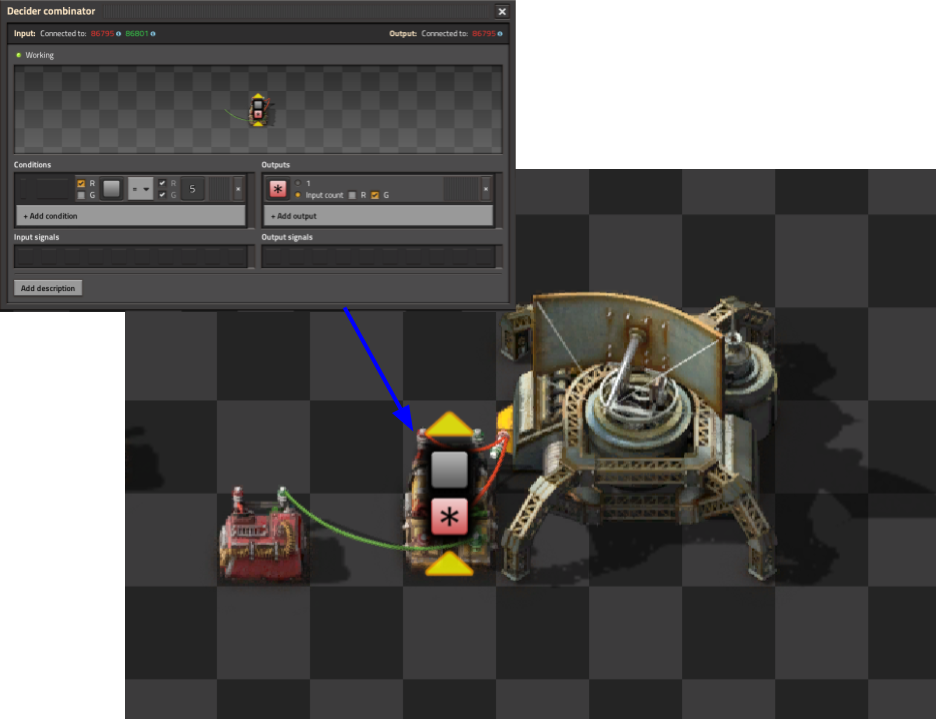 Decider combinator
Input: Connected to: 86795 86801 Output: Connected to: 86795
Working
Conditions Outputs
R = R 5
G G
1
* Input count R G
+ Add condition + Add output
Input signals Output signals
Add description
*